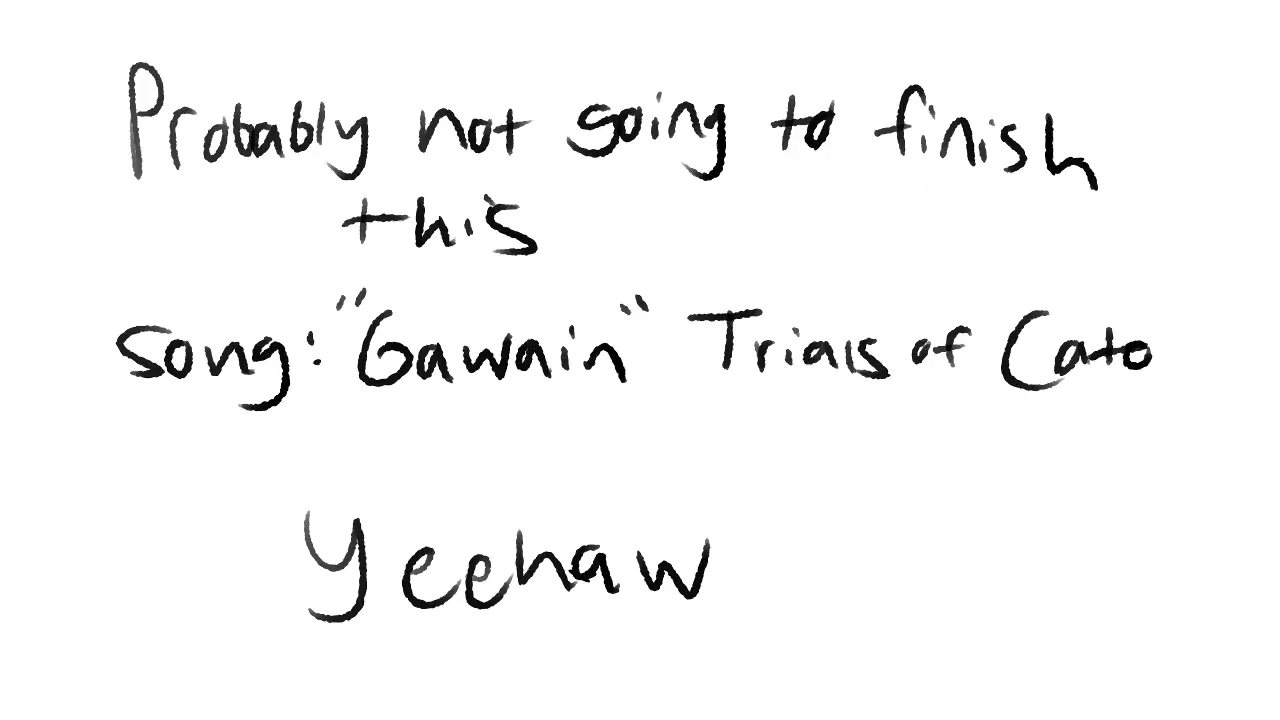 Probably not going to finish
this
song: "Gawain" Trials of Cato
Yeehaw